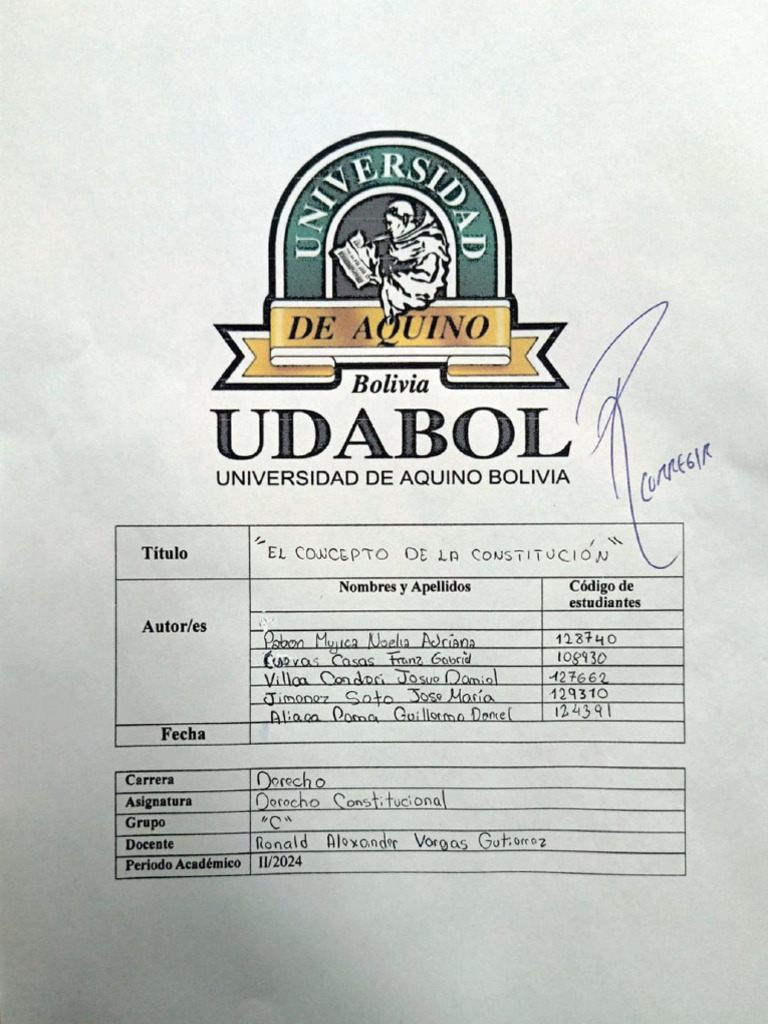 UNIVERSIDAD
DE AQUINO
Bolivia
UDABOL
UNIVERSIDAD DE AQUINO BOLIVIA
CORREGIR
Título "EL CONCEPTO DE LA CONSTITUCIÓN"
Autor/es Nombres y Apellidos Código de estudiantes
Pabon Mujica Noelia Adriana 128740
Cuevas Casas Franz Gabriel 108930
Villca Condori Josue Daniel 127662
Jimenez Soto Jose María 129310
Aliaga Poma Guillermo Daniel 124391
Fecha
Carrera Derecho
Asignatura Derecho Constitucional
Grupo "C"
Docente Ronald Alexander Vargas Gutierrez
Periodo Académico II/2024